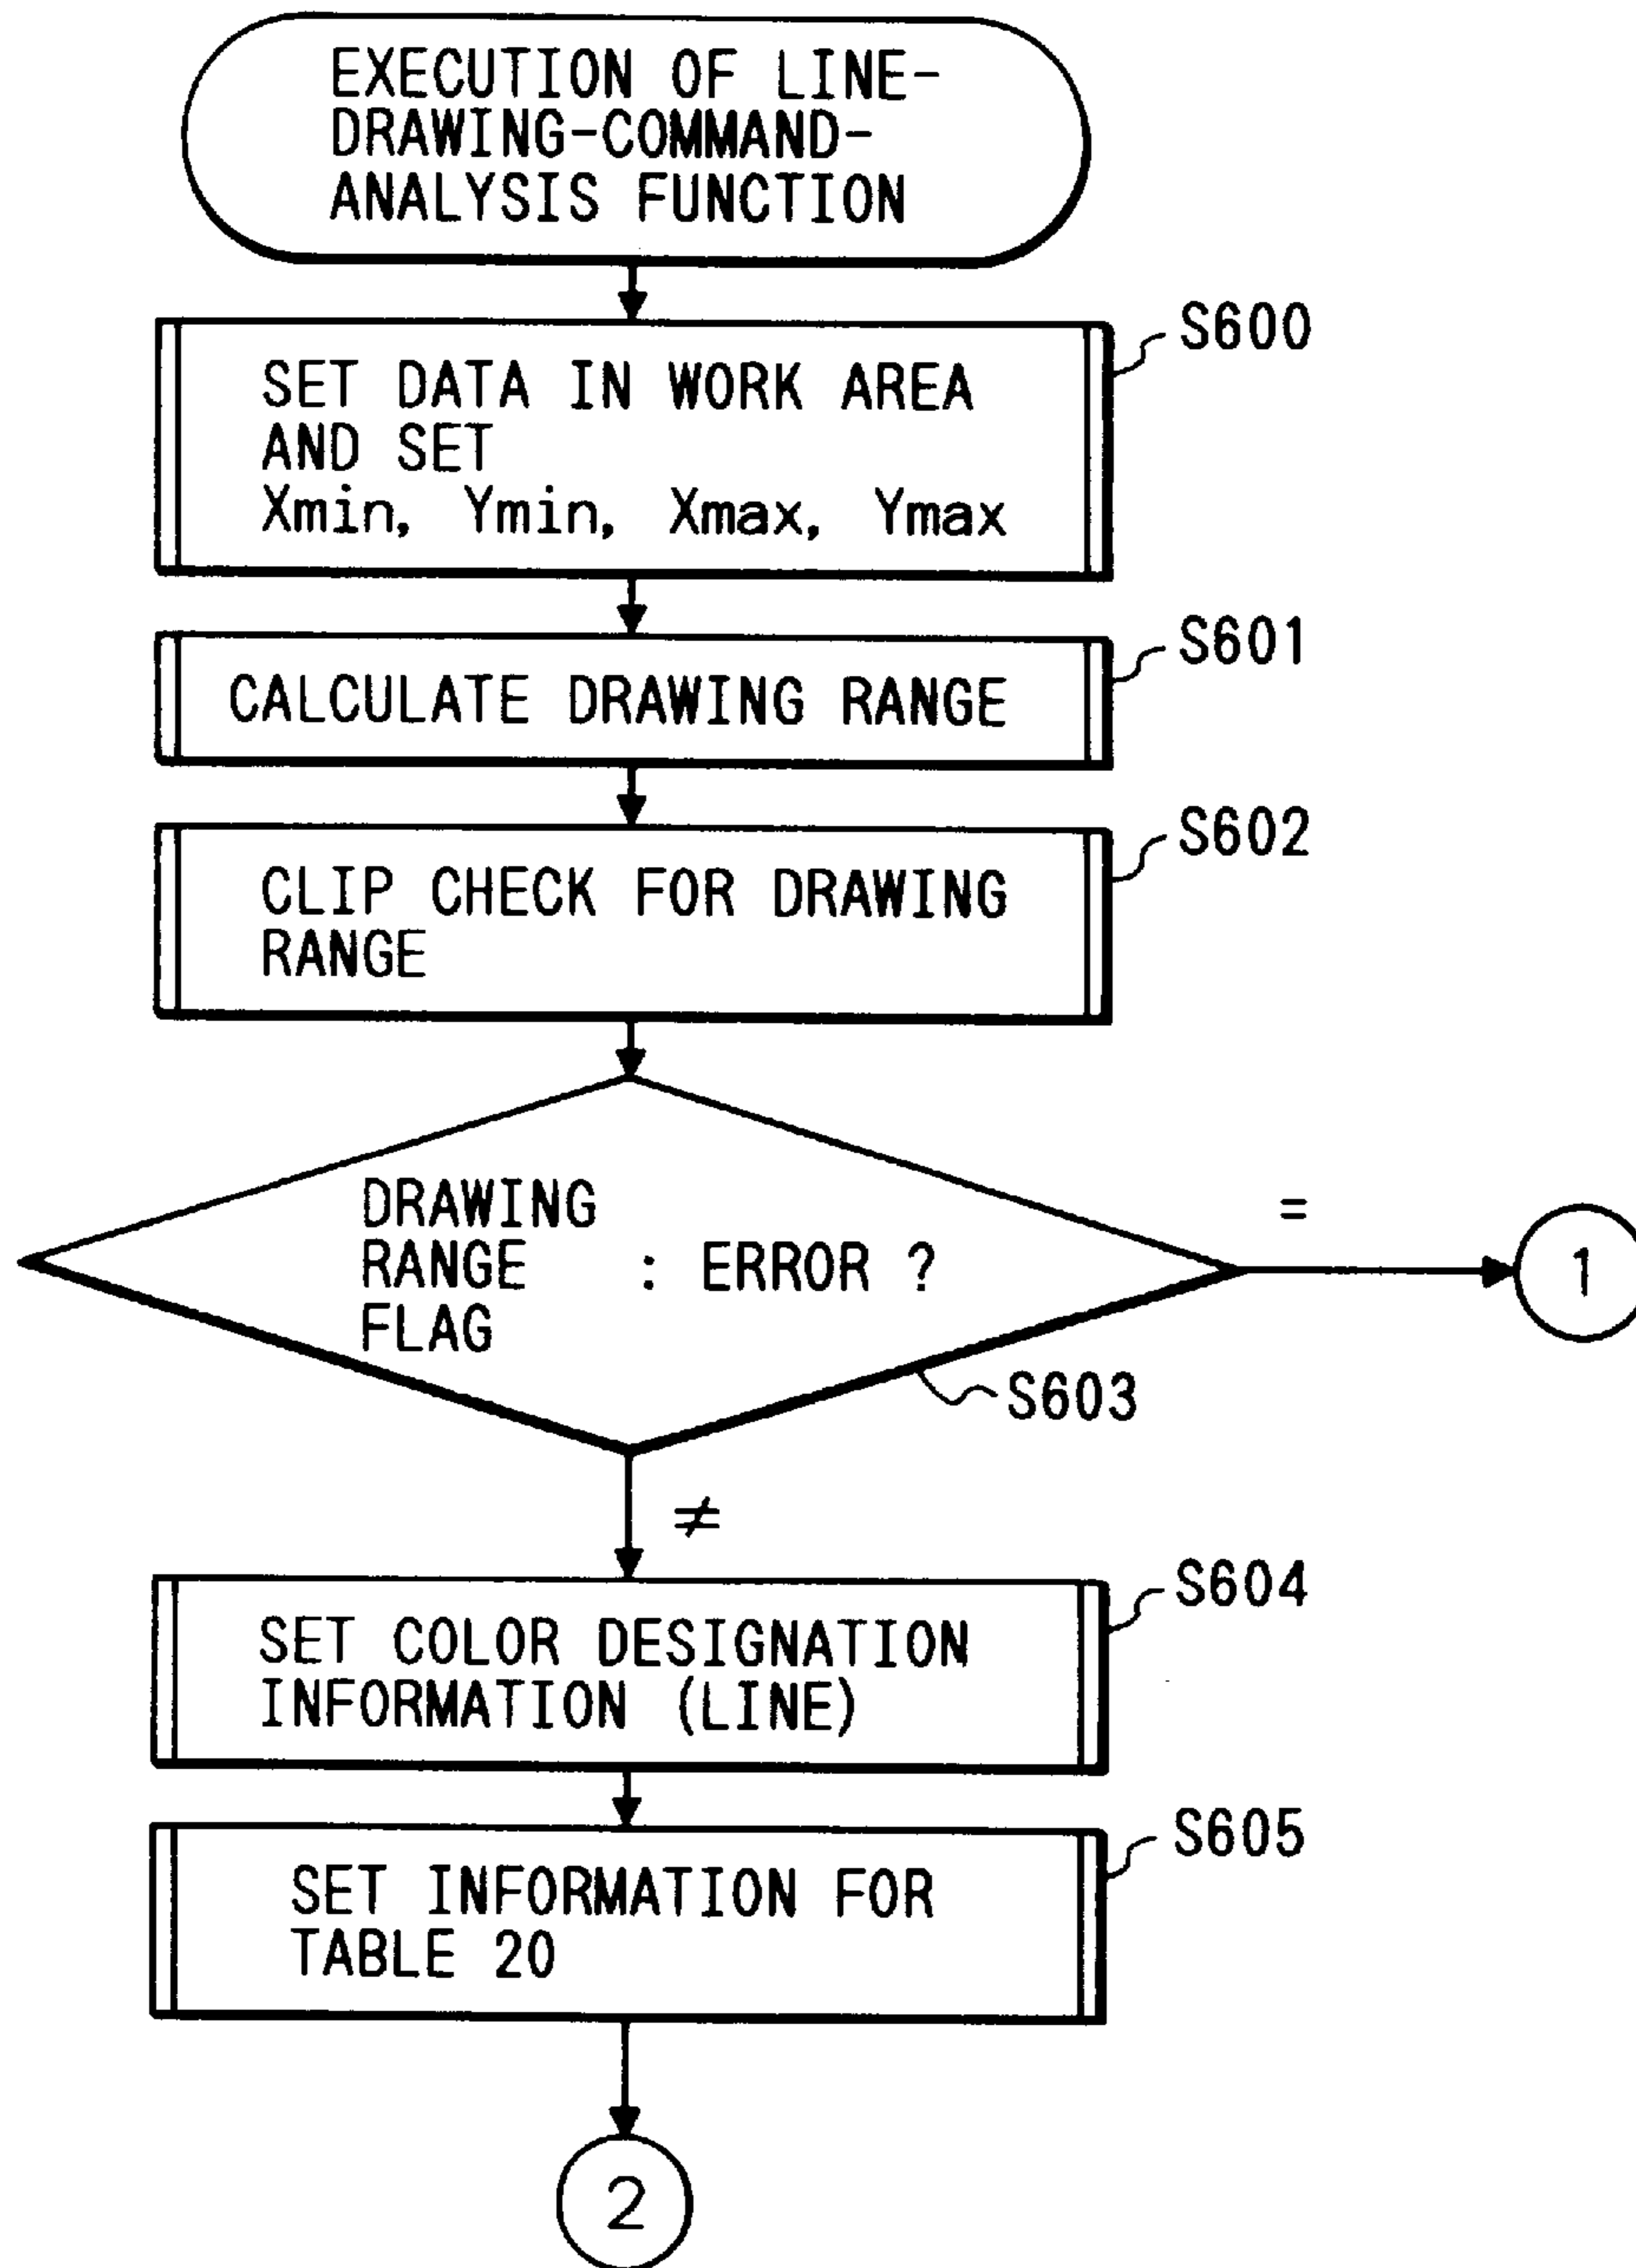 EXECUTION OF LINE-
DRAWING-COMMAND-
ANALYSIS FUNCTION
S600
SET DATA IN WORK AREA
AND SET
Xmin, Ymin, Xmax, Ymax
S601
CALCULATE DRAWING RANGE
S602
CLIP CHECK FOR DRAWING
RANGE
DRAWING
RANGE : ERROR ?
FLAG
=
1
S603
≠
S604
SET COLOR DESIGNATION
INFORMATION (LINE)
S605
SET INFORMATION FOR
TABLE 20
2